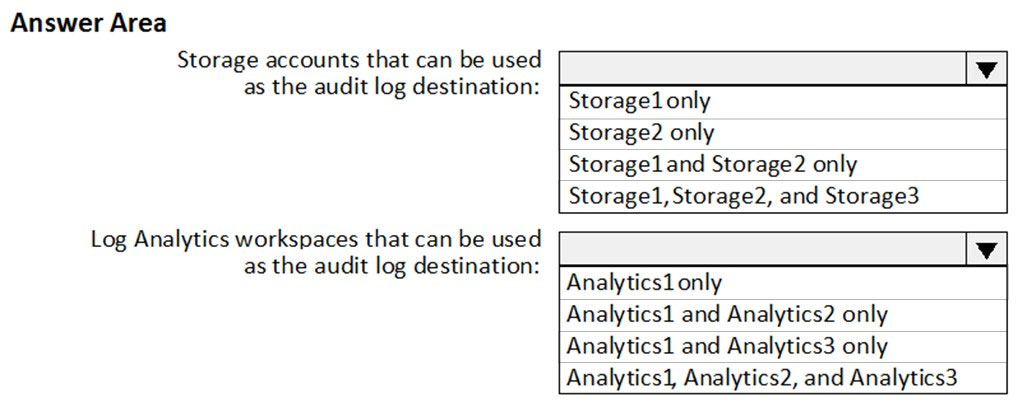 Answer Area
Storage accounts that can be used
as the audit log destination:
Storage1 only
Storage2 only
Storage1 and Storage2 only
Storage1, Storage2, and Storage3
Log Analytics workspaces that can be used
as the audit log destination:
Analytics1 only
Analytics1 and Analytics2 only
Analytics1 and Analytics3 only
Analytics1, Analytics2, and Analytics3